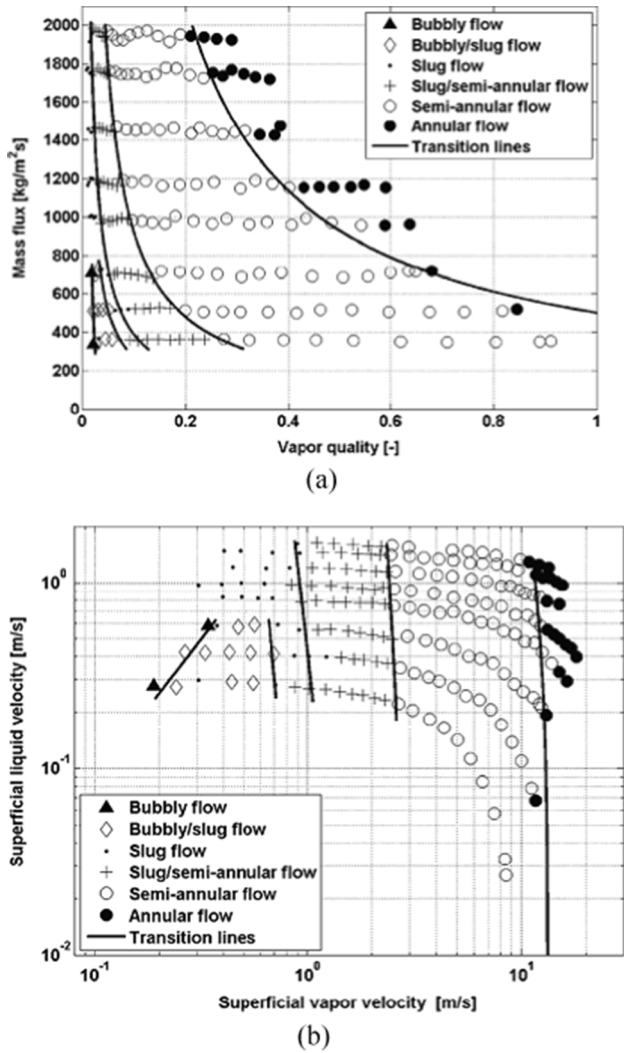 2000
1800
1600
1400
1200
1000
800
600
400
200
0
Mass flux [kg/m²s]
Bubbly flow
Bubbly/slug flow
Slug flow
Slug/semi-annular flow
Semi-annular flow
Annular flow
Transition lines
0 0.2 0.4 0.6 0.8 1
Vapor quality [-]
(a)
10⁰
10⁻¹
10⁻²
Superficial liquid velocity [m/s]
Bubbly flow
Bubbly/slug flow
Slug flow
Slug/semi-annular flow
Semi-annular flow
Annular flow
Transition lines
10⁻¹ 10⁰ 10¹
Superficial vapor velocity [m/s]
(b)